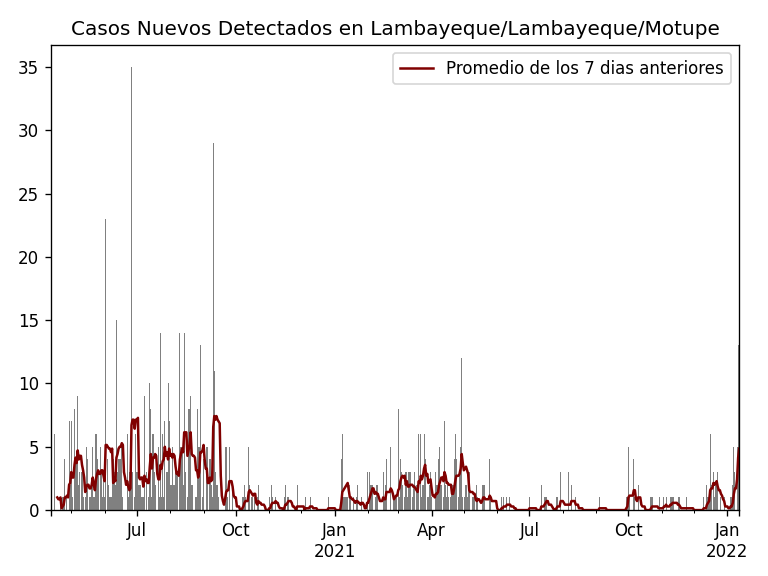 Casos Nuevos Detectados en Lambayeque/Lambayeque/Motupe
Promedio de los 7 dias anteriores
35
30
25
20
15
10
5
0
Jul
Oct
Jan
2021
Apr
Jul
Oct
Jan
2022